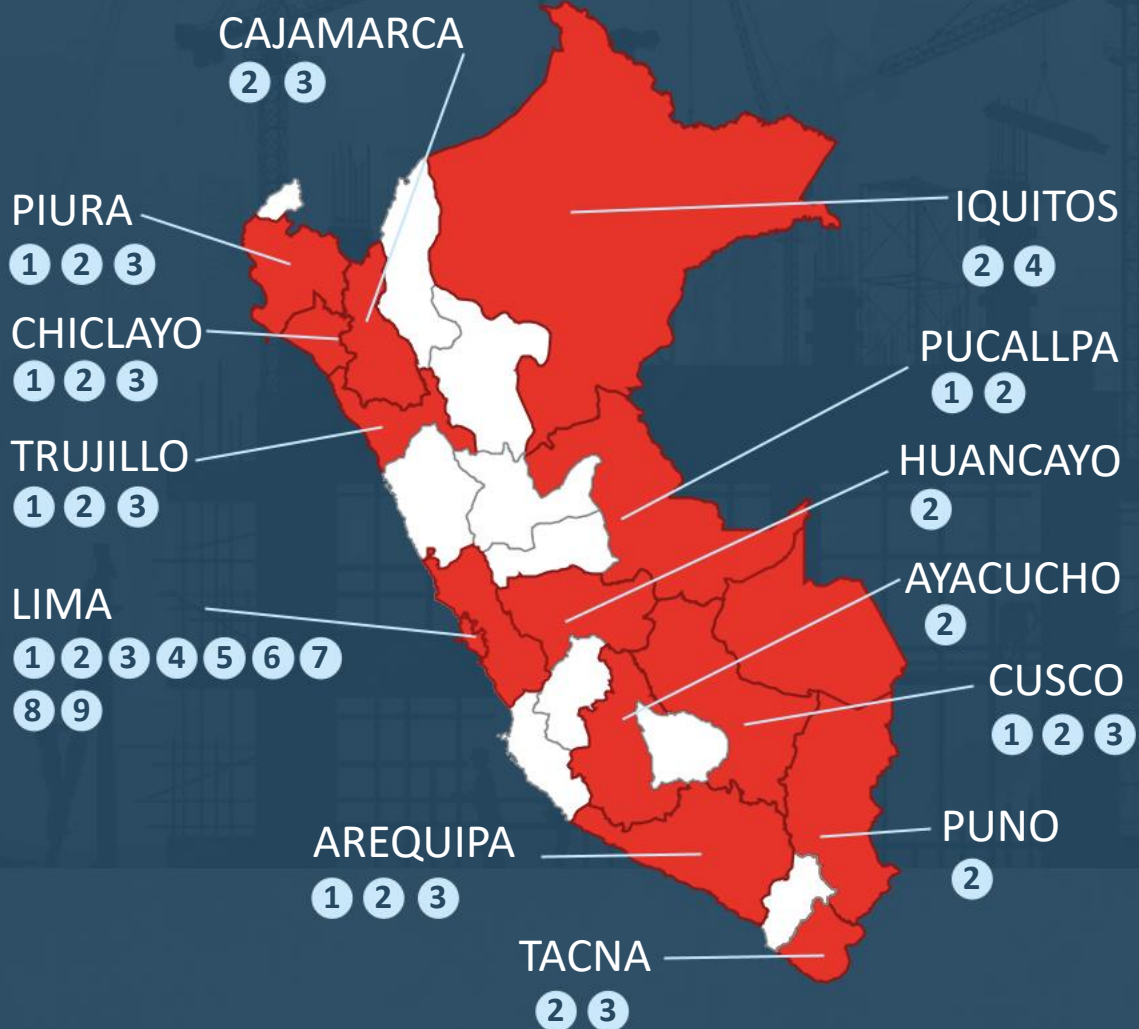 CAJAMARCA
2 3
PIURA
1 2 3
CHICLAYO
1 2 3
TRUJILLO
1 2 3
LIMA
1 2 3 4 5 6 7
8 9
AREQUIPA
1 2 3
TACNA
2 3
IQUITOS
2 4
PUCALLPA
1 2
HUANCAYO
2
AYACUCHO
2
CUSCO
1 2 3
PUNO
2